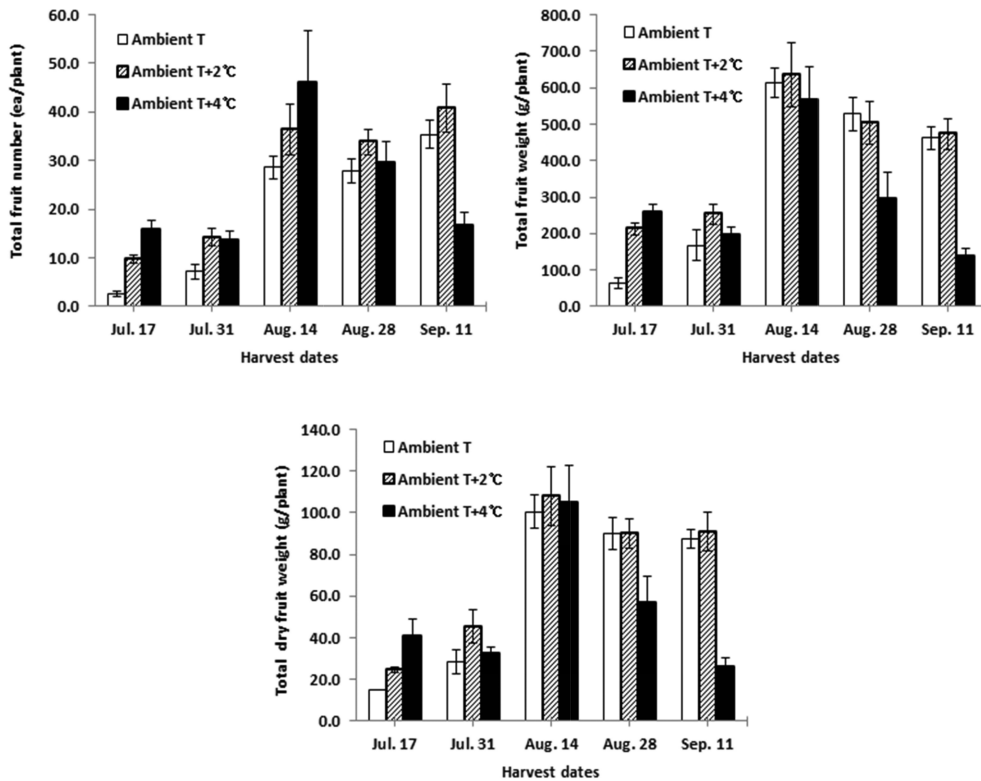 Total fruit number (ea/plant)
60.0
50.0
40.0
30.0
20.0
10.0
0.0
Ambient T
Ambient T+2℃
Ambient T+4℃
Jul. 17 Jul. 31 Aug. 14 Aug. 28 Sep. 11
Harvest dates
Total fruit weight (g/plant)
800.0
700.0
600.0
500.0
400.0
300.0
200.0
100.0
0.0
Ambient T
Ambient T+2℃
Ambient T+4℃
Jul. 17 Jul. 31 Aug. 14 Aug. 28 Sep. 11
Harvest dates
Total dry fruit weight (g/plant)
140.0
120.0
100.0
80.0
60.0
40.0
20.0
0.0
Ambient T
Ambient T+2℃
Ambient T+4℃
Jul. 17 Jul. 31 Aug. 14 Aug. 28 Sep. 11
Harvest dates